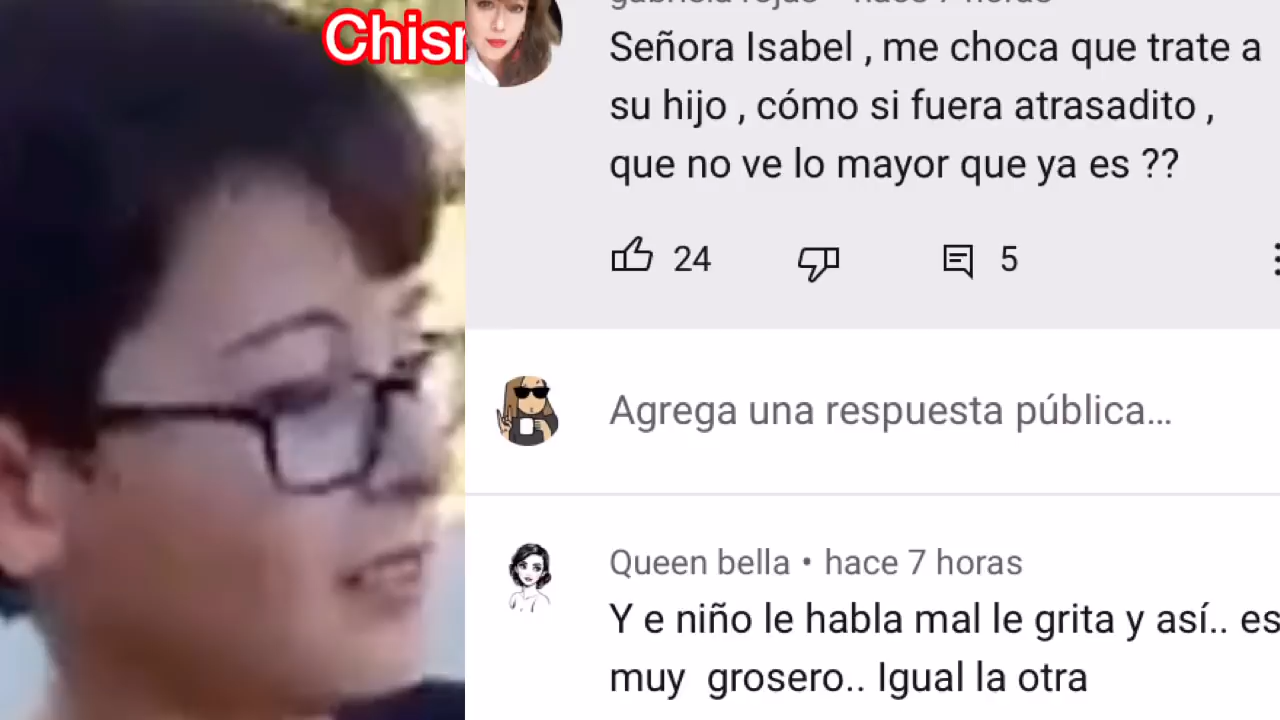 Chism
Señora Isabel , me choca que trate a
su hijo , cómo si fuera atrasadito ,
que no ve lo mayor que ya es ??
24
5
Agrega una respuesta pública...
Queen bella • hace 7 horas
Y e niño le habla mal le grita y así.. es
muy grosero.. Igual la otra